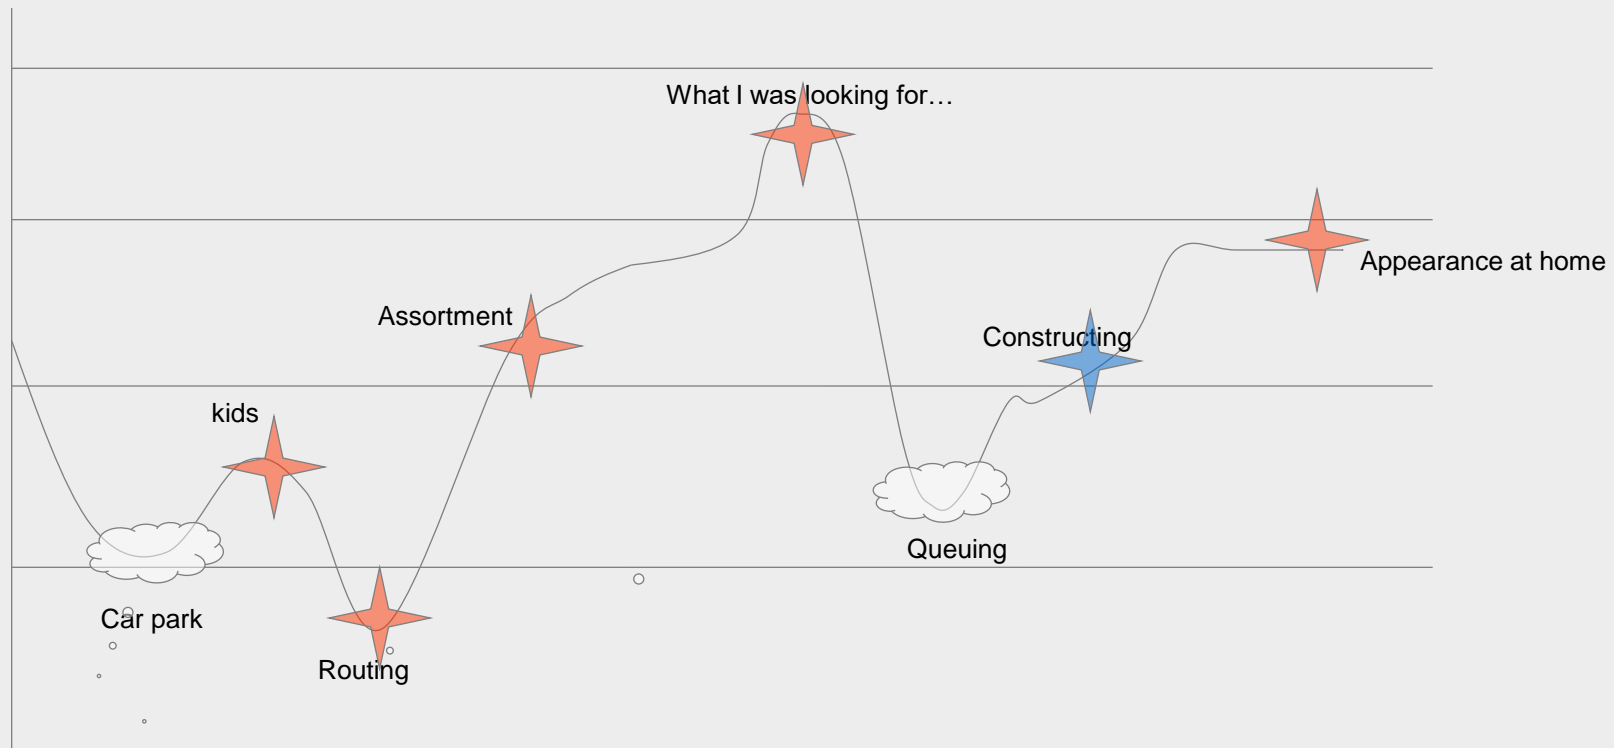 What I was looking for…
Appearance at home
Assortment
Constructing
kids
Queuing
Car park
Routing